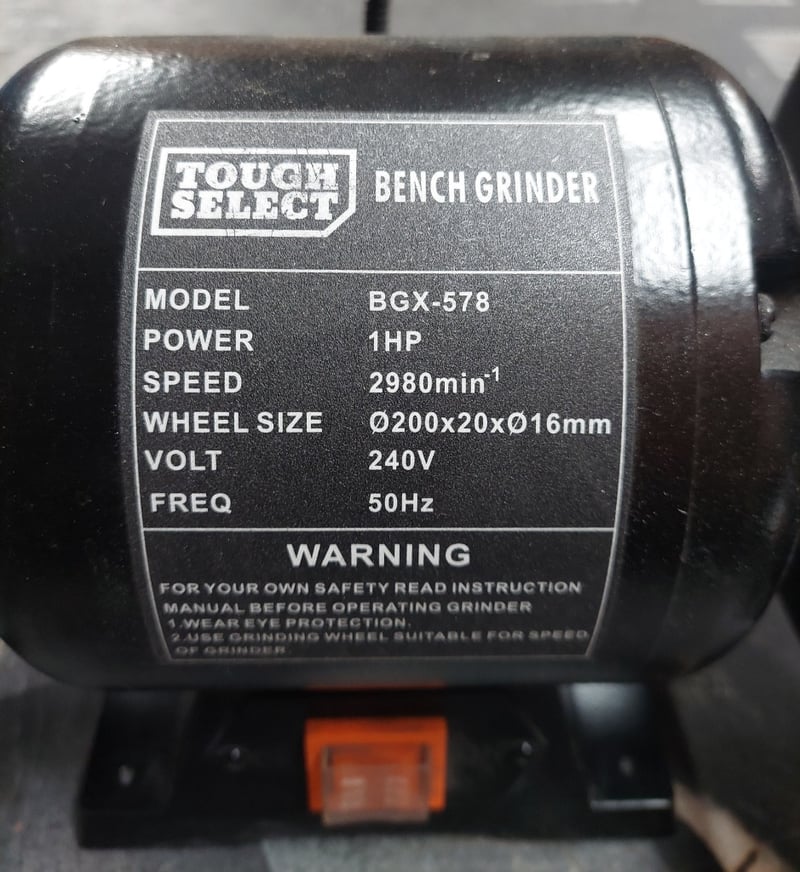 TOUGH
SELECT
BENCH GRINDER
MODEL BGX-578
POWER 1HP
SPEED 2980min⁻¹
WHEEL SIZE Ø200x20xØ16mm
VOLT 240V
FREQ 50Hz
WARNING
FOR YOUR OWN SAFETY READ INSTRUCTION
MANUAL BEFORE OPERATING GRINDER
1.WEAR EYE PROTECTION.
2.USE GRINDING WHEEL SUITABLE FOR SPEED
OF GRINDER.